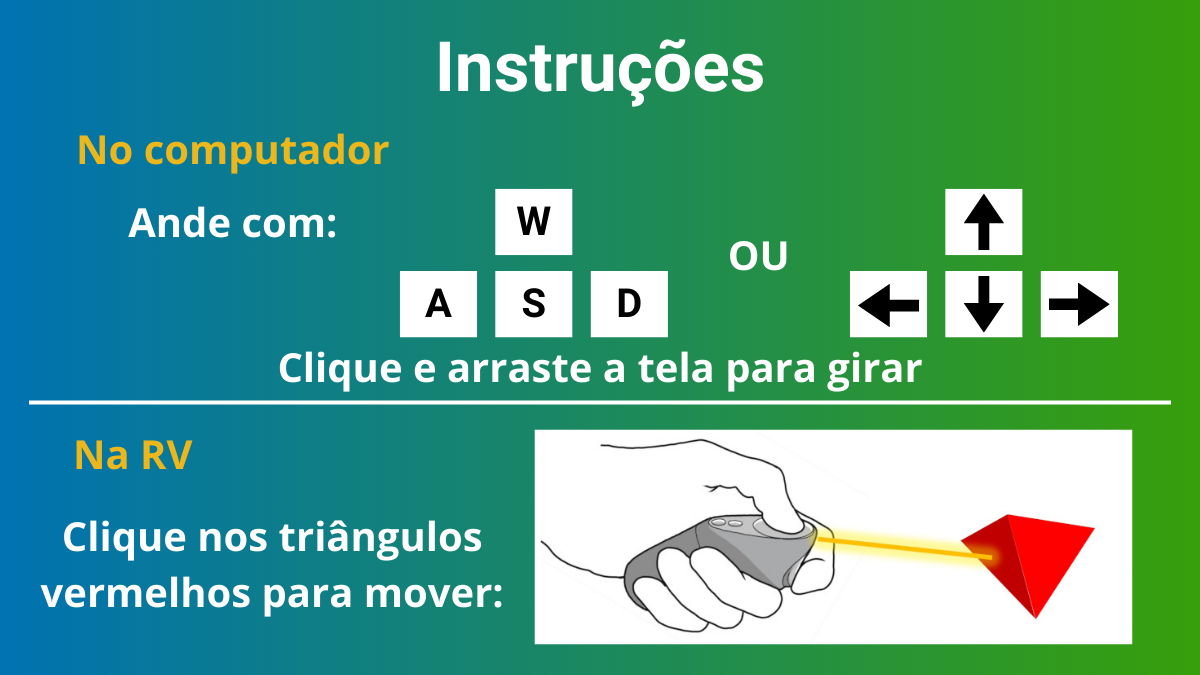 Instruções
No computador
Ande com:
W
OU
A S D
Clique e arraste a tela para girar
Na RV
Clique nos triângulos
vermelhos para mover: